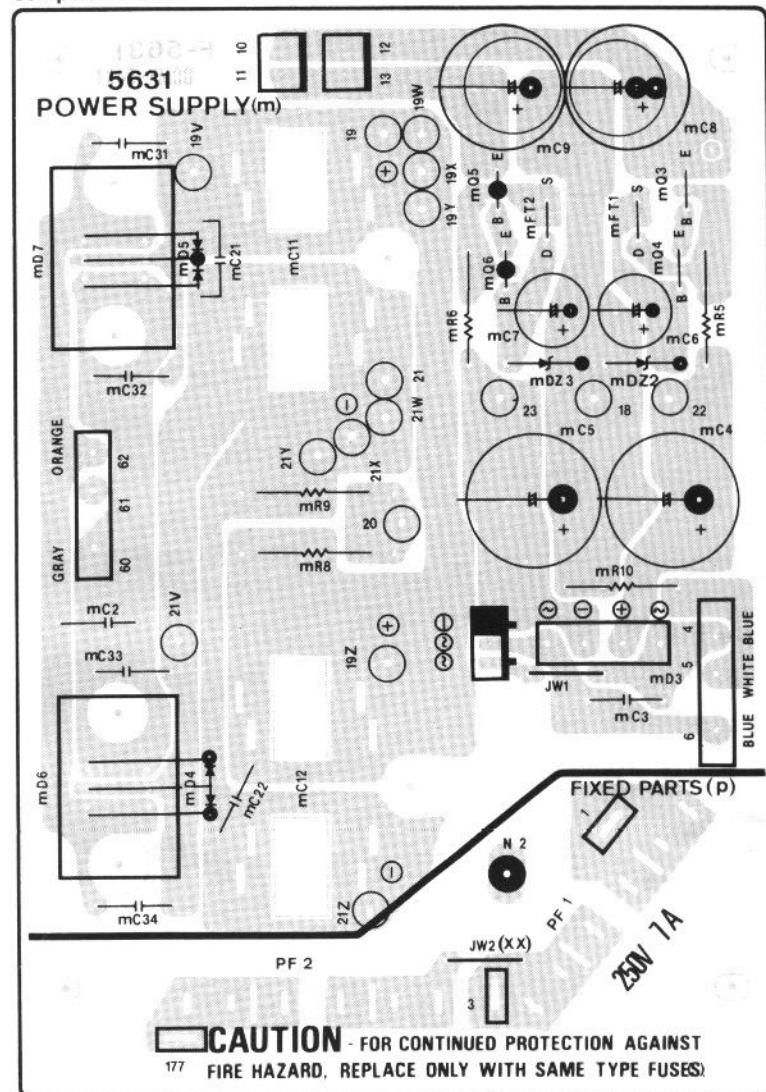 5631
POWER SUPPLY(m)
10
11
12
13
mC31
19V
19
19W
19X
19Y
mC9
mC8
mD7
mD5
mC21
mC11
mQ5
E
B
mQ6
E
B
mFT2
S
D
mFT1
S
D
mQ3
E
B
mQ4
E
B
mR6
mC7
mC6
mR5
mDZ3
mDZ2
mC32
21
21W
21X
21Y
23
18
22
mC5
mC4
ORANGE
62
61
60
GRAY
mR9
mR8
20
mR10
mC2
21V
mC33
19Z
JW1
mD3
mC3
4
5
6
BLUE WHITE BLUE
mD6
mD4
mC22
mC12
mC34
21Z
FIXED PARTS(p)
1
N 2
PF 1
250V 7A
PF 2
JW2(XX)
3
CAUTION - FOR CONTINUED PROTECTION AGAINST
177 FIRE HAZARD, REPLACE ONLY WITH SAME TYPE FUSE(S).